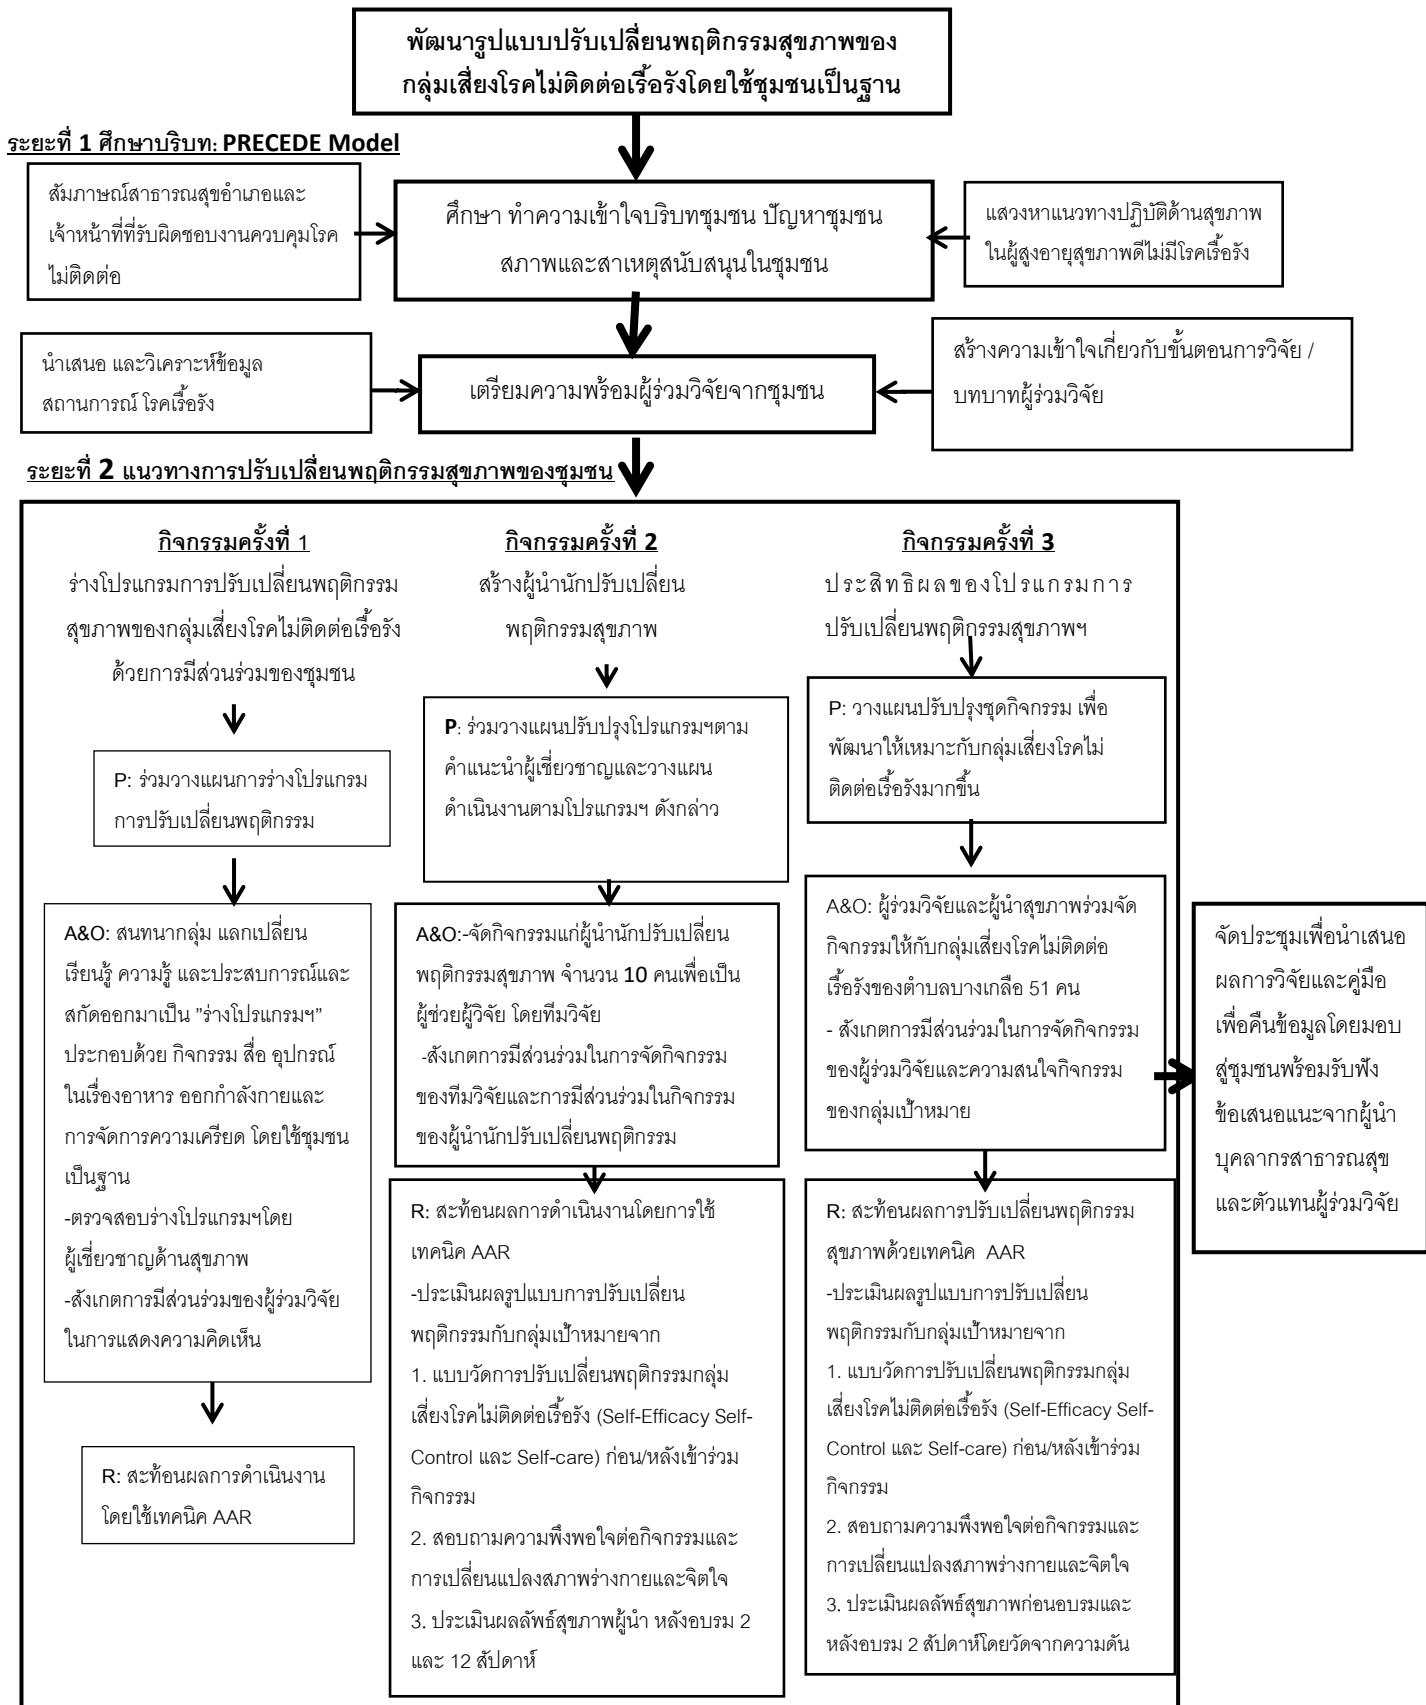 พัฒนารูปแบบปรับเปลี่ยนพฤติกรรมสุขภาพของ
กลุ่มเสี่ยงโรคไม่ติดต่อเรื้อรังโดยใช้ชุมชนเป็นฐาน
ระยะที่ 1 ศึกษาบริบท: PRECEDE Model
สัมภาษณ์สาธารณสุขอำเภอและ
เจ้าหน้าที่ที่รับผิดชอบงานควบคุมโรค
ไม่ติดต่อ
ศึกษา ทำความเข้าใจบริบทชุมชน ปัญหาชุมชน
สภาพและสาเหตุสนับสนุนในชุมชน
แสวงหาแนวทางปฏิบัติด้านสุขภาพ
ในผู้สูงอายุสุขภาพดีไม่มีโรคเรื้อรัง
นำเสนอ และวิเคราะห์ข้อมูล
สถานการณ์ โรคเรื้อรัง
เตรียมความพร้อมผู้ร่วมวิจัยจากชุมชน
สร้างความเข้าใจเกี่ยวกับขั้นตอนการวิจัย /
บทบาทผู้ร่วมวิจัย
ระยะที่ 2 แนวทางการปรับเปลี่ยนพฤติกรรมสุขภาพของชุมชน
กิจกรรมครั้งที่ 1
ร่างโปรแกรมการปรับเปลี่ยนพฤติกรรม
สุขภาพของกลุ่มเสี่ยงโรคไม่ติดต่อเรื้อรัง
ด้วยการมีส่วนร่วมของชุมชน
P: ร่วมวางแผนการร่างโปรแกรม
การปรับเปลี่ยนพฤติกรรม
A&O: สนทนากลุ่ม แลกเปลี่ยน
เรียนรู้ ความรู้ และประสบการณ์และ
สกัดออกมาเป็น "ร่างโปรแกรมฯ"
ประกอบด้วย กิจกรรม สื่อ อุปกรณ์
ในเรื่องอาหาร ออกกำลังกายและ
การจัดการความเครียด โดยใช้ชุมชน
เป็นฐาน
-ตรวจสอบร่างโปรแกรมฯโดย
ผู้เชี่ยวชาญด้านสุขภาพ
-สังเกตการมีส่วนร่วมของผู้ร่วมวิจัย
ในการแสดงความคิดเห็น
R: สะท้อนผลการดำเนินงาน
โดยใช้เทคนิค AAR
กิจกรรมครั้งที่ 2
สร้างผู้นำนักปรับเปลี่ยน
พฤติกรรมสุขภาพ
P: ร่วมวางแผนปรับปรุงโปรแกรมฯตาม
คำแนะนำผู้เชี่ยวชาญและวางแผน
ดำเนินงานตามโปรแกรมฯ ดังกล่าว
A&O:-จัดกิจกรรมแก่ผู้นำนักปรับเปลี่ยน
พฤติกรรมสุขภาพ จำนวน 10 คนเพื่อเป็น
ผู้ช่วยผู้วิจัย โดยทีมวิจัย
-สังเกตการมีส่วนร่วมในการจัดกิจกรรม
ของทีมวิจัยและการมีส่วนร่วมในกิจกรรม
ของผู้นำนักปรับเปลี่ยนพฤติกรรม
R: สะท้อนผลการดำเนินงานโดยการใช้
เทคนิค AAR
-ประเมินผลรูปแบบการปรับเปลี่ยน
พฤติกรรมกับกลุ่มเป้าหมายจาก
1. แบบวัดการปรับเปลี่ยนพฤติกรรมกลุ่ม
เสี่ยงโรคไม่ติดต่อเรื้อรัง (Self-Efficacy Self-
Control และ Self-care) ก่อน/หลังเข้าร่วม
กิจกรรม
2. สอบถามความพึงพอใจต่อกิจกรรมและ
การเปลี่ยนแปลงสภาพร่างกายและจิตใจ
3. ประเมินผลลัพธ์สุขภาพผู้นำ หลังอบรม 2
และ 12 สัปดาห์
กิจกรรมครั้งที่ 3
ประสิทธิผลของโปรแกรมการ
ปรับเปลี่ยนพฤติกรรมสุขภาพฯ
P: วางแผนปรับปรุงชุดกิจกรรม เพื่อ
พัฒนาให้เหมาะกับกลุ่มเสี่ยงโรคไม่
ติดต่อเรื้อรังมากขึ้น
A&O: ผู้ร่วมวิจัยและผู้นำสุขภาพร่วมจัด
กิจกรรมให้กับกลุ่มเสี่ยงโรคไม่ติดต่อ
เรื้อรังของตำบลบางเกลือ 51 คน
- สังเกตการมีส่วนร่วมในการจัดกิจกรรม
ของผู้ร่วมวิจัยและความสนใจกิจกรรม
ของกลุ่มเป้าหมาย
R: สะท้อนผลการปรับเปลี่ยนพฤติกรรม
สุขภาพด้วยเทคนิค AAR
-ประเมินผลรูปแบบการปรับเปลี่ยน
พฤติกรรมกับกลุ่มเป้าหมายจาก
1. แบบวัดการปรับเปลี่ยนพฤติกรรมกลุ่ม
เสี่ยงโรคไม่ติดต่อเรื้อรัง (Self-Efficacy Self-
Control และ Self-care) ก่อน/หลังเข้าร่วม
กิจกรรม
2. สอบถามความพึงพอใจต่อกิจกรรมและ
การเปลี่ยนแปลงสภาพร่างกายและจิตใจ
3. ประเมินผลลัพธ์สุขภาพก่อนอบรมและ
หลังอบรม 2 สัปดาห์โดยวัดจากความดัน
จัดประชุมเพื่อนำเสนอ
ผลการวิจัยและคู่มือ
เพื่อคืนข้อมูลโดยมอบ
สู่ชุมชนพร้อมรับฟัง
ข้อเสนอแนะจากผู้นำ
บุคลากรสาธารณสุข
และตัวแทนผู้ร่วมวิจัย